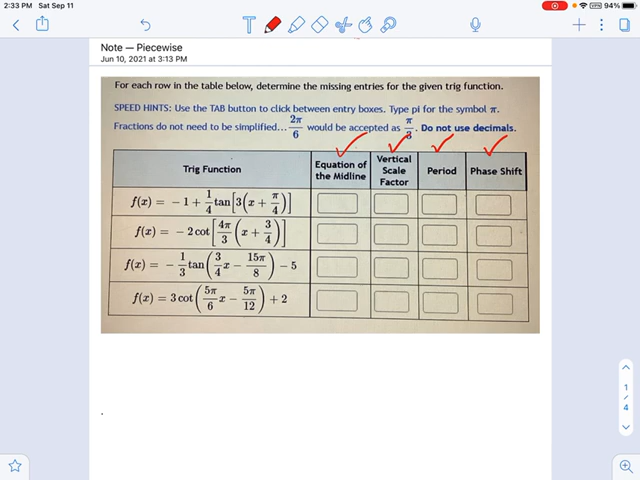 2:33 PM Sat Sep 11
VPN 94%
T
Note — Piecewise
Jun 10, 2021 at 3:13 PM
For each row in the table below, determine the missing entries for the given trig function.
SPEED HINTS: Use the TAB button to click between entry boxes. Type pi for the symbol π.
Fractions do not need to be simplified... 2π/6 would be accepted as π/3. Do not use decimals.
Trig Function Equation of the Midline Vertical Scale Factor Period Phase Shift
f(x) = − 1 + 1/4 tan[3(x + π/4)]
f(x) = − 2 cot[4π/3 (x + 3/4)]
f(x) = − 1/3 tan(3/4 x − 15π/8) − 5
f(x) = 3 cot(5π/6 x − 5π/12) + 2
1
/
4